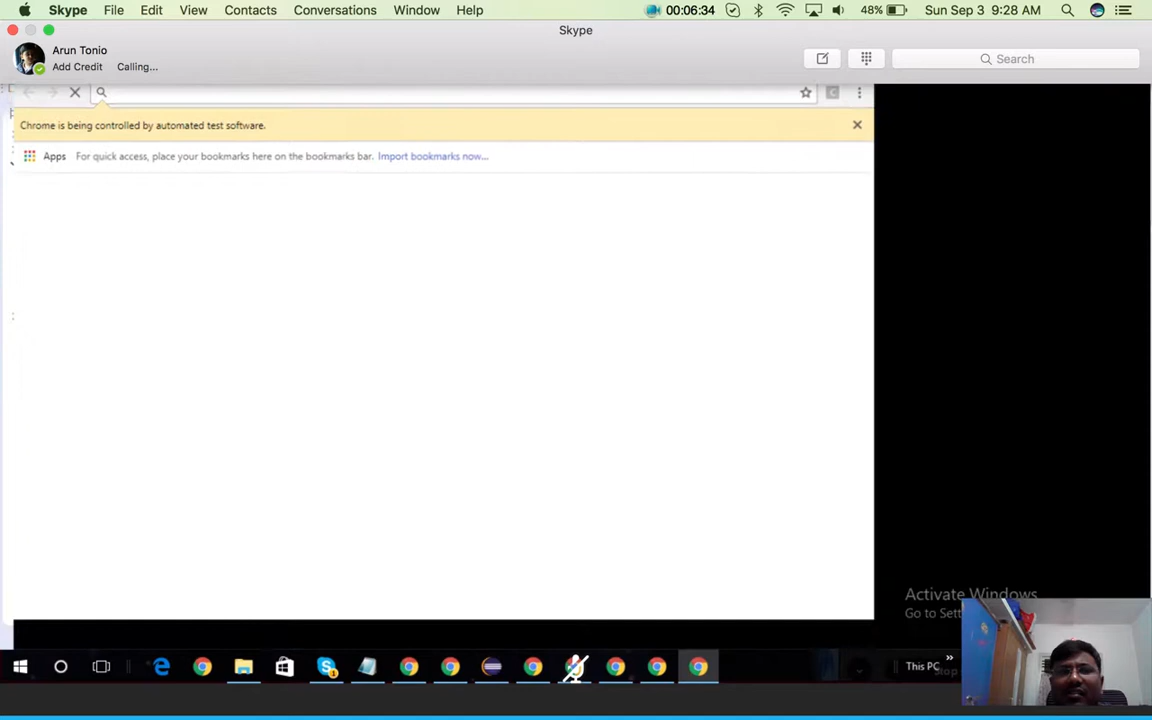 Skype File Edit View Contacts Conversations Window Help 00:06:34 48% Sun Sep 3 9:28 AM
Skype
Arun Tonio
Add Credit Calling...
Search
Chrome is being controlled by automated test software.
Apps For quick access, place your bookmarks here on the bookmarks bar. Import bookmarks now...
Activate Windows
Go to
This PC